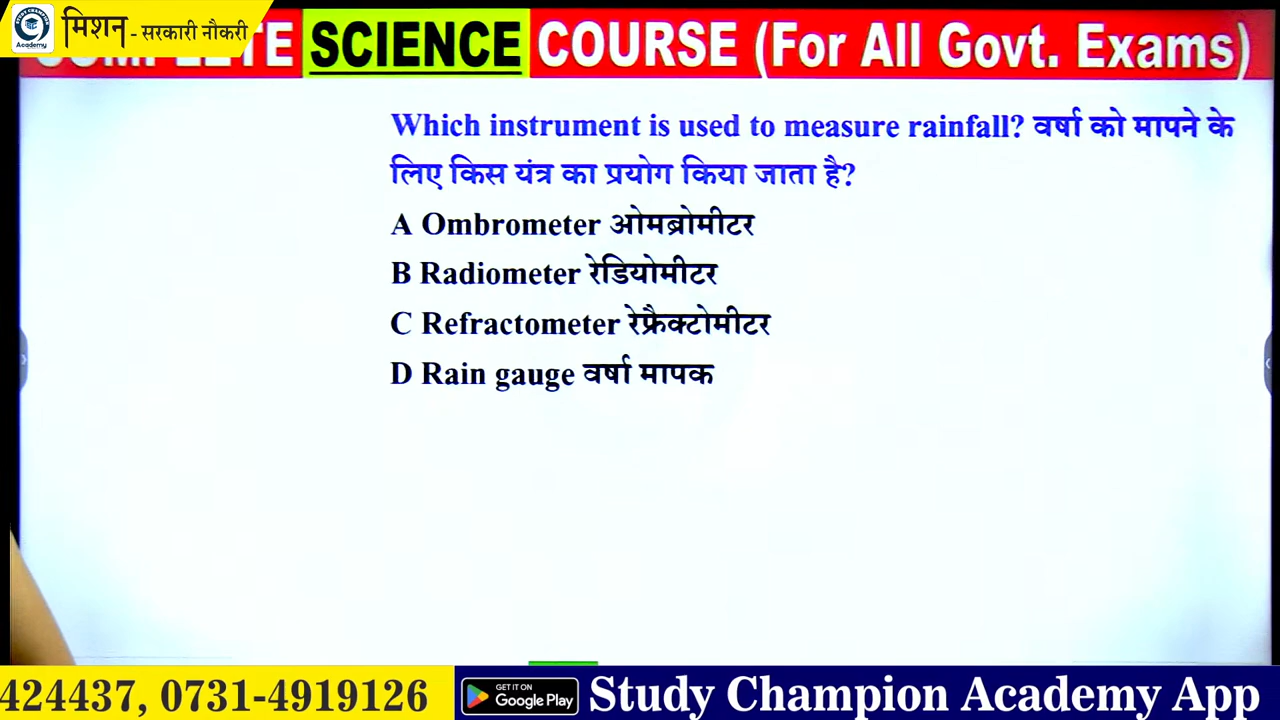 मिशन - सरकारी नौकरी
SCIENCE COURSE (For All Govt. Exams)
Which instrument is used to measure rainfall? वर्षा को मापने के
लिए किस यंत्र का प्रयोग किया जाता है?
A Ombrometer ओमब्रोमीटर
B Radiometer रेडियोमीटर
C Refractometer रेफ्रैक्टोमीटर
D Rain gauge वर्षा मापक
424437, 0731-4919126 GET IT ON Google Play Study Champion Academy App